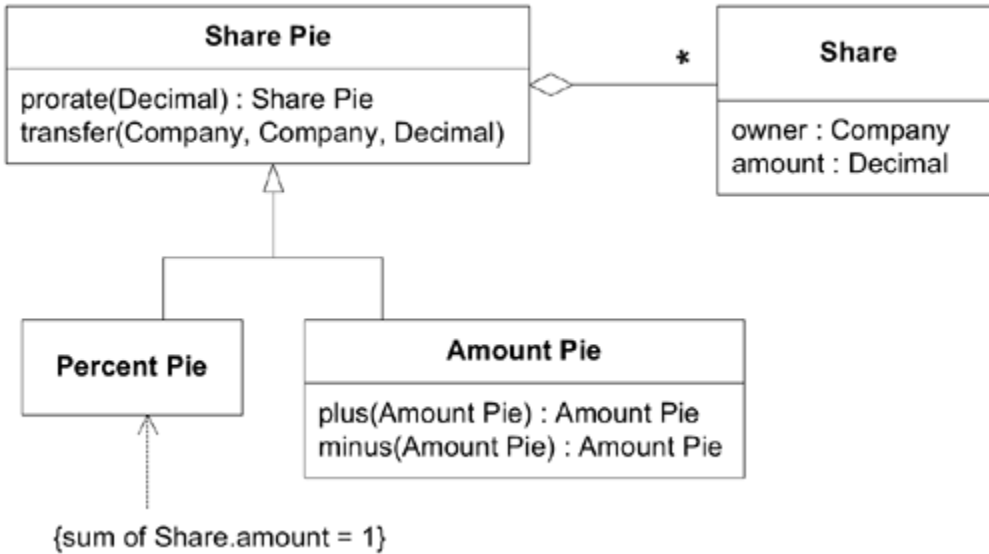 Share Pie
prorate(Decimal) : Share Pie
transfer(Company, Company, Decimal)
*
Share
owner : Company
amount : Decimal
Percent Pie
Amount Pie
plus(Amount Pie) : Amount Pie
minus(Amount Pie) : Amount Pie
{sum of Share.amount = 1}